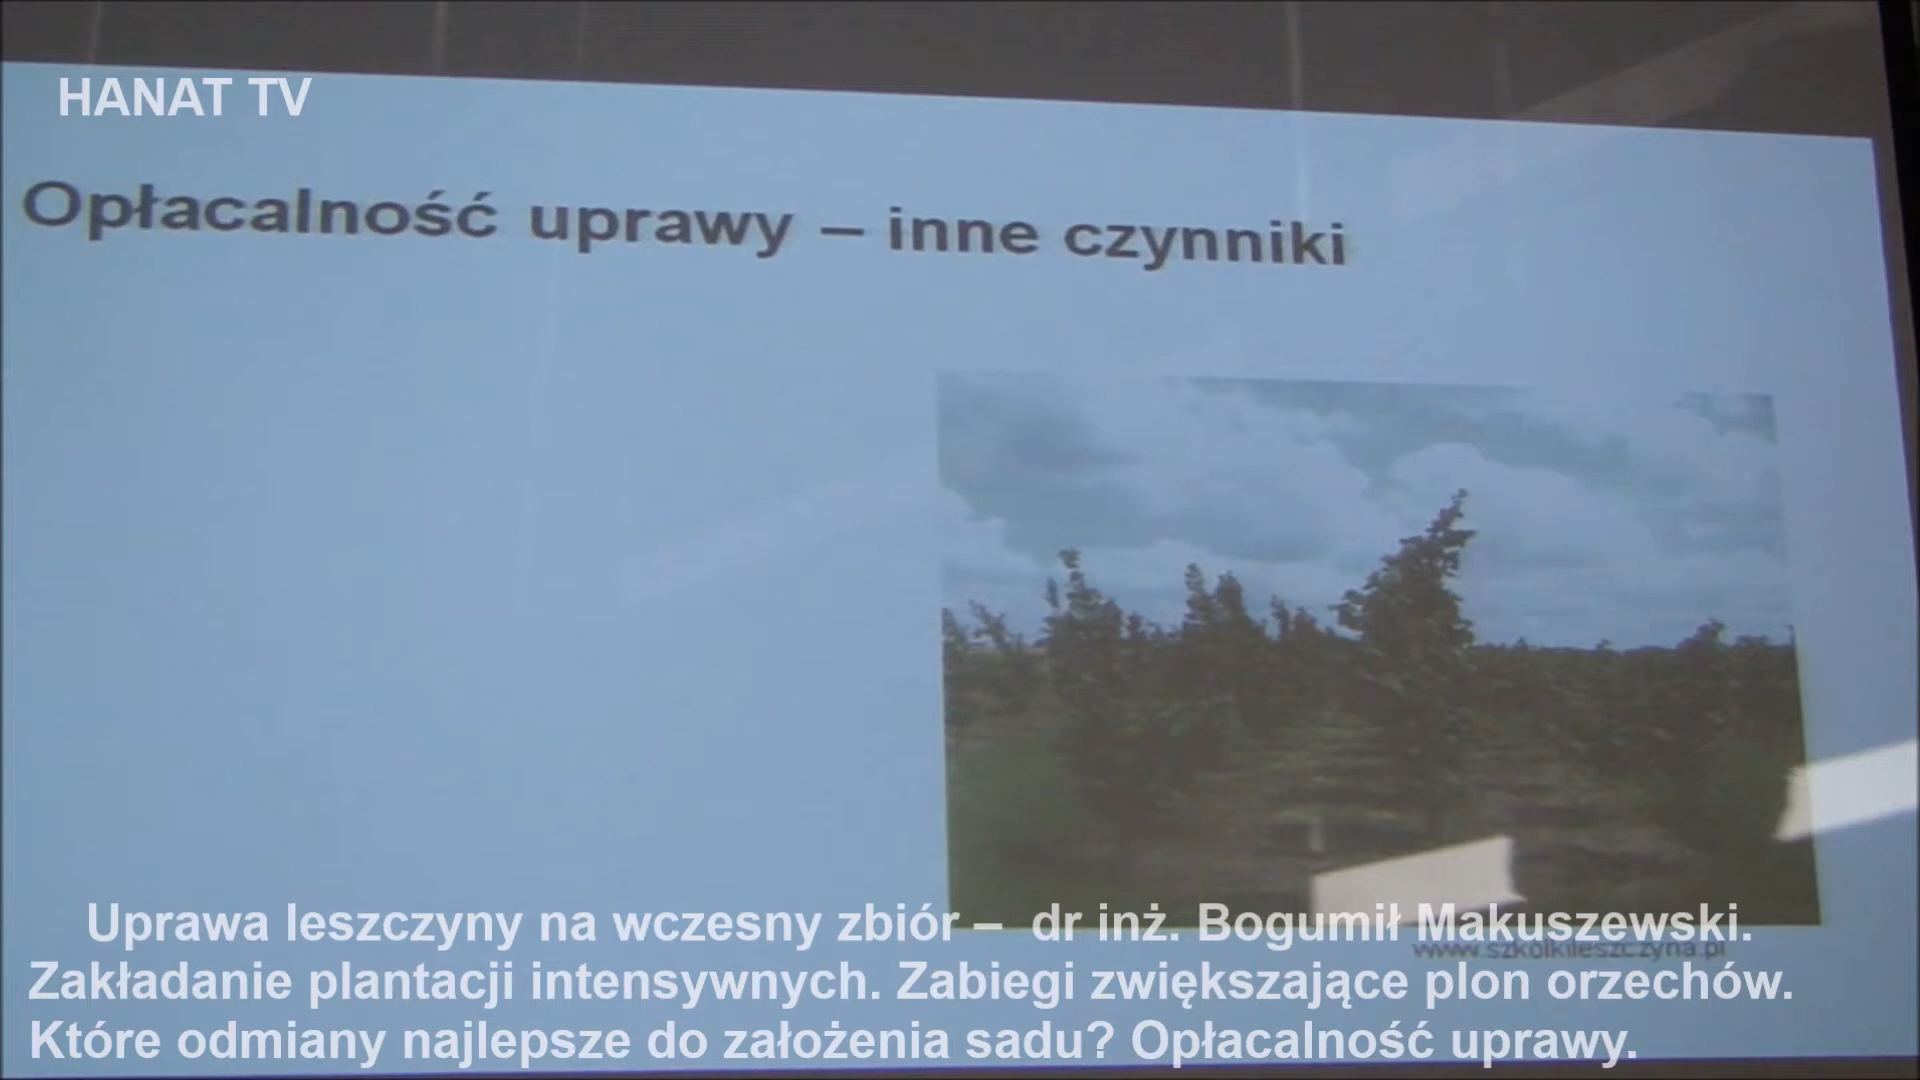 HANAT TV
Opłacalność uprawy – inne czynniki
www.szkolkileszczyna.pl
Uprawa leszczyny na wczesny zbiór – dr inż. Bogumił Makuszewski.
Zakładanie plantacji intensywnych. Zabiegi zwiększające plon orzechów.
Które odmiany najlepsze do założenia sadu? Opłacalność uprawy.